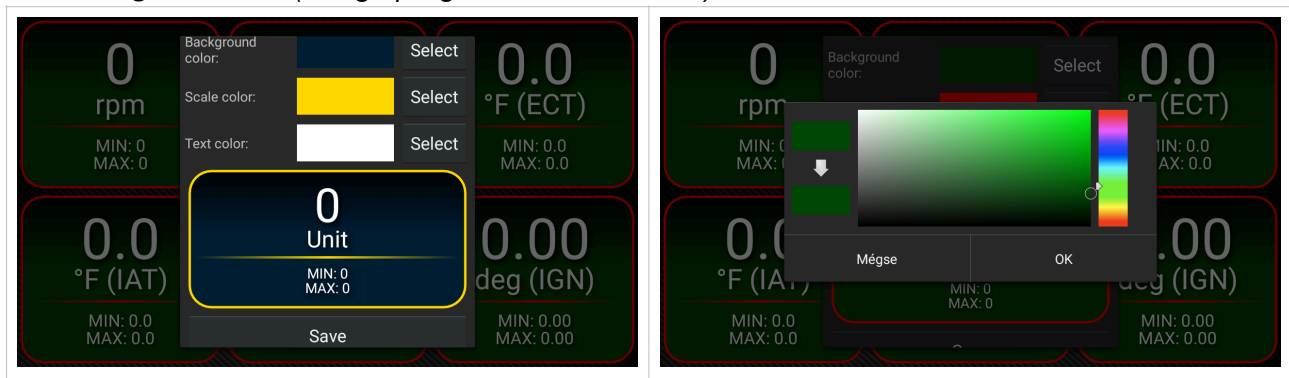 0
rpm
MIN: 0
MAX: 0
Background
color:
Select
Scale color:
Select
Text color:
Select
0.0
°F (ECT)
MIN: 0.0
MAX: 0.0
0
Unit
MIN: 0
MAX: 0
Save
0.0
°F (IAT)
MIN: 0.0
MAX: 0.0
0.00
deg (IGN)
MIN: 0.00
MAX: 0.00
0
rpm
MIN: 0
MAX:
Background
color:
Select
0.0
°F (ECT)
MIN: 0.0
MAX: 0.0
Mégse
OK
°F (IAT)
MIN: 0.0
MAX: 0.0
MIN: 0
MAX: 0
.00
deg (IGN)
MIN: 0.00
MAX: 0.00